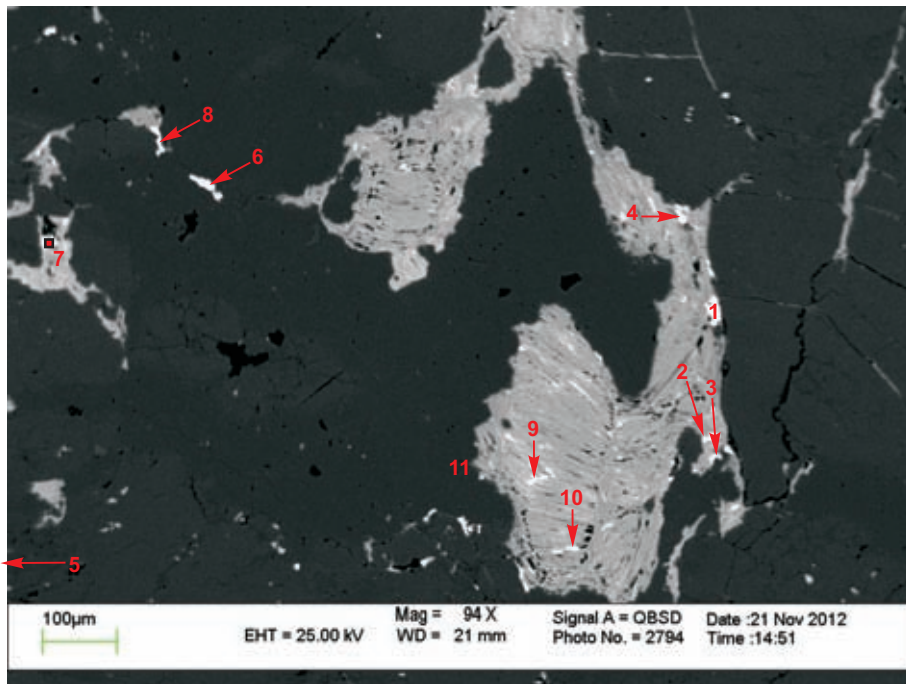 8
6
4
7
1
2
3
9
11
10
5
100µm
Mag = 94 X
Signal A = QBSD
Date :21 Nov 2012
EHT = 25.00 kV
WD = 21 mm
Photo No. = 2794
Time :14:51